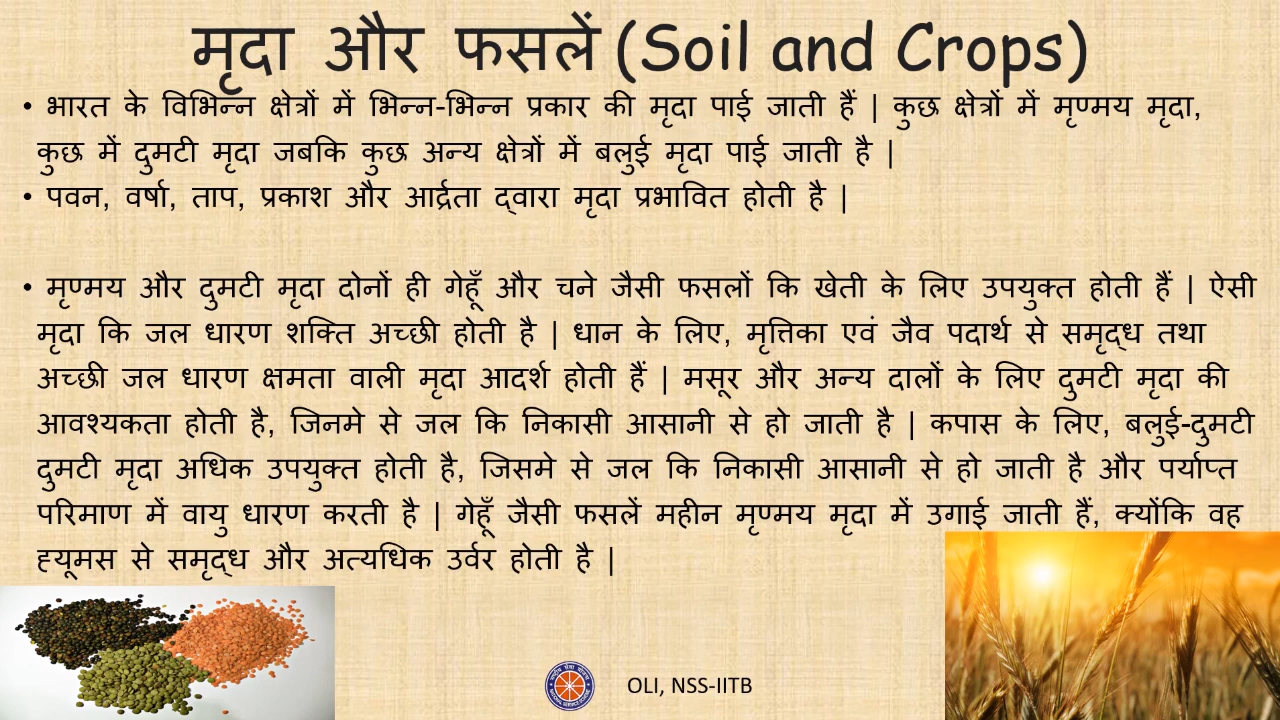 मृदा और फसलें (Soil and Crops)
• भारत के विभिन्न क्षेत्रों में भिन्न-भिन्न प्रकार की मृदा पाई जाती हैं | कुछ क्षेत्रों में मृण्मय मृदा,
कुछ में दुमटी मृदा जबकि कुछ अन्य क्षेत्रों में बलुई मृदा पाई जाती है |
• पवन, वर्षा, ताप, प्रकाश और आर्द्रता द्वारा मृदा प्रभावित होती है |
• मृण्मय और दुमटी मृदा दोनों ही गेहूँ और चने जैसी फसलों कि खेती के लिए उपयुक्त होती हैं | ऐसी
मृदा कि जल धारण शक्ति अच्छी होती है | धान के लिए, मृत्तिका एवं जैव पदार्थ से समृद्ध तथा
अच्छी जल धारण क्षमता वाली मृदा आदर्श होती हैं | मसूर और अन्य दालों के लिए दुमटी मृदा की
आवश्यकता होती है, जिनमे से जल कि निकासी आसानी से हो जाती है | कपास के लिए, बलुई-दुमटी
दुमटी मृदा अधिक उपयुक्त होती है, जिसमे से जल कि निकासी आसानी से हो जाती है और पर्याप्त
परिमाण में वायु धारण करती है | गेहूँ जैसी फसलें महीन मृण्मय मृदा में उगाई जाती हैं, क्योंकि वह
ह्यूमस से समृद्ध और अत्यधिक उर्वर होती है |
OLI, NSS-IITB